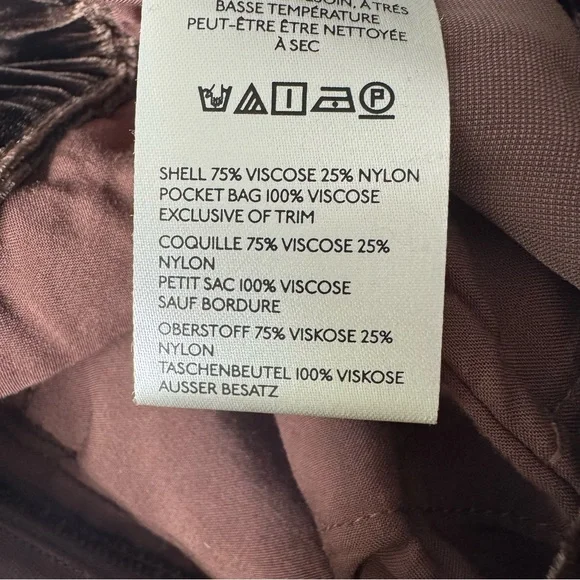 BESOIN, À TRÈS
BASSE TEMPÉRATURE
PEUT-ÊTRE ÊTRE NETTOYÉE
À SEC
P
SHELL 75% VISCOSE 25% NYLON
POCKET BAG 100% VISCOSE
EXCLUSIVE OF TRIM
COQUILLE 75% VISCOSE 25%
NYLON
PETIT SAC 100% VISCOSE
SAUF BORDURE
OBERSTOFF 75% VISKOSE 25%
NYLON
TASCHENBEUTEL 100% VISKOSE
AUSSER BESATZ